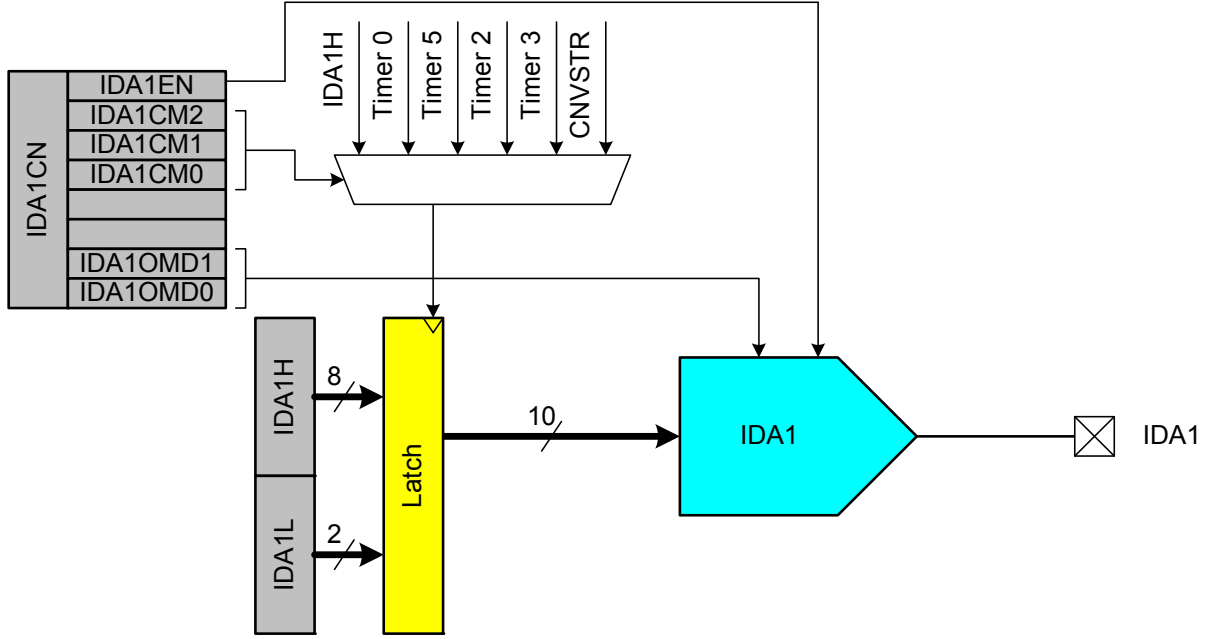 IDA1CN
IDA1EN
IDA1CM2
IDA1CM1
IDA1CM0
IDA1OMD1
IDA1OMD0
IDA1H
Timer 0
Timer 5
Timer 2
Timer 3
CNVSTR
IDA1H
8
IDA1L
2
Latch
10
IDA1
IDA1